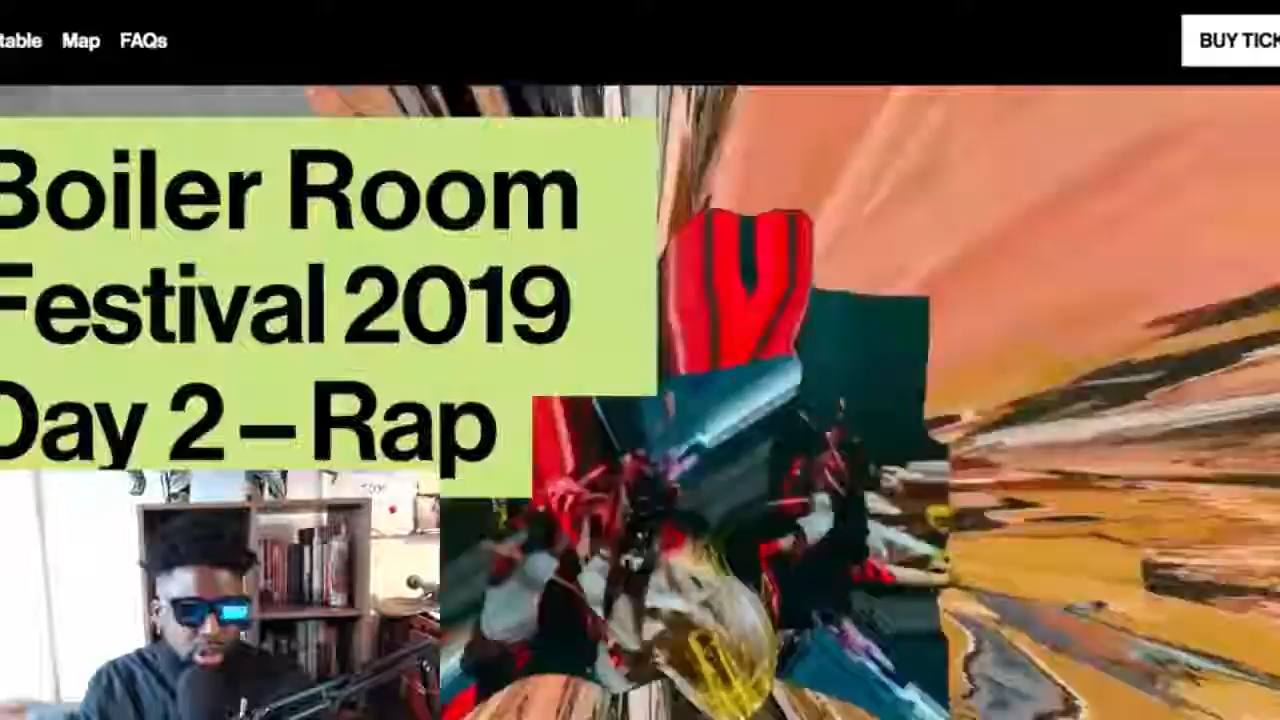 table Map FAQs
BUY TICK
Boiler Room
Festival 2019
Day 2 – Rap